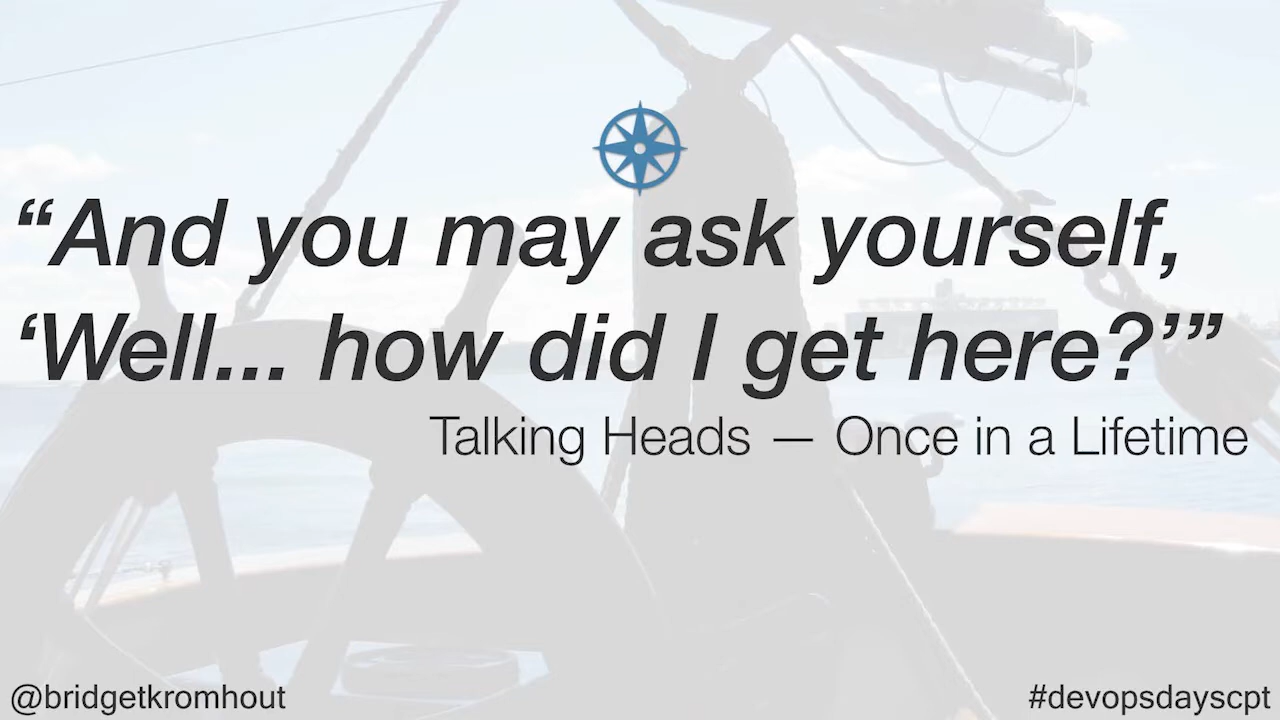 “And you may ask yourself,
‘Well... how did I get here?’”
Talking Heads — Once in a Lifetime
@bridgetkromhout
#devopsdayscpt